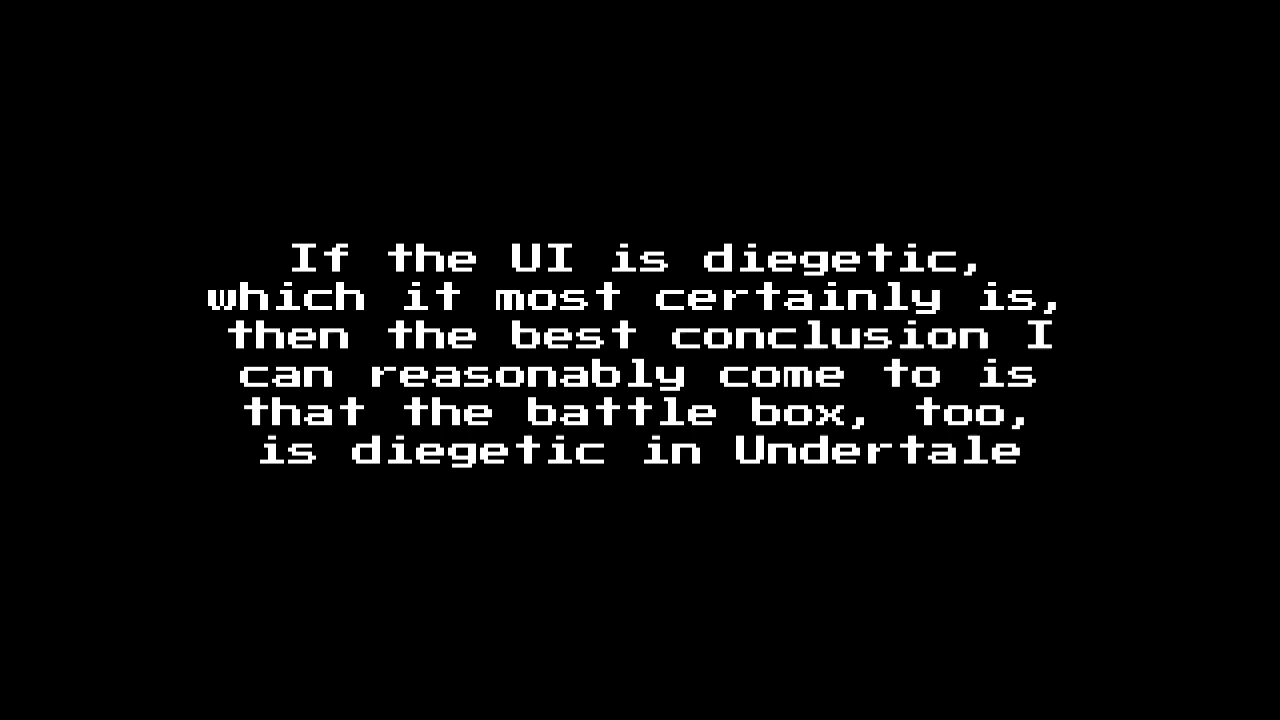 If the UI is diegetic,
which it most certainly is,
then the best conclusion I
can reasonably come to is
that the battle box, too,
is diegetic in Undertale